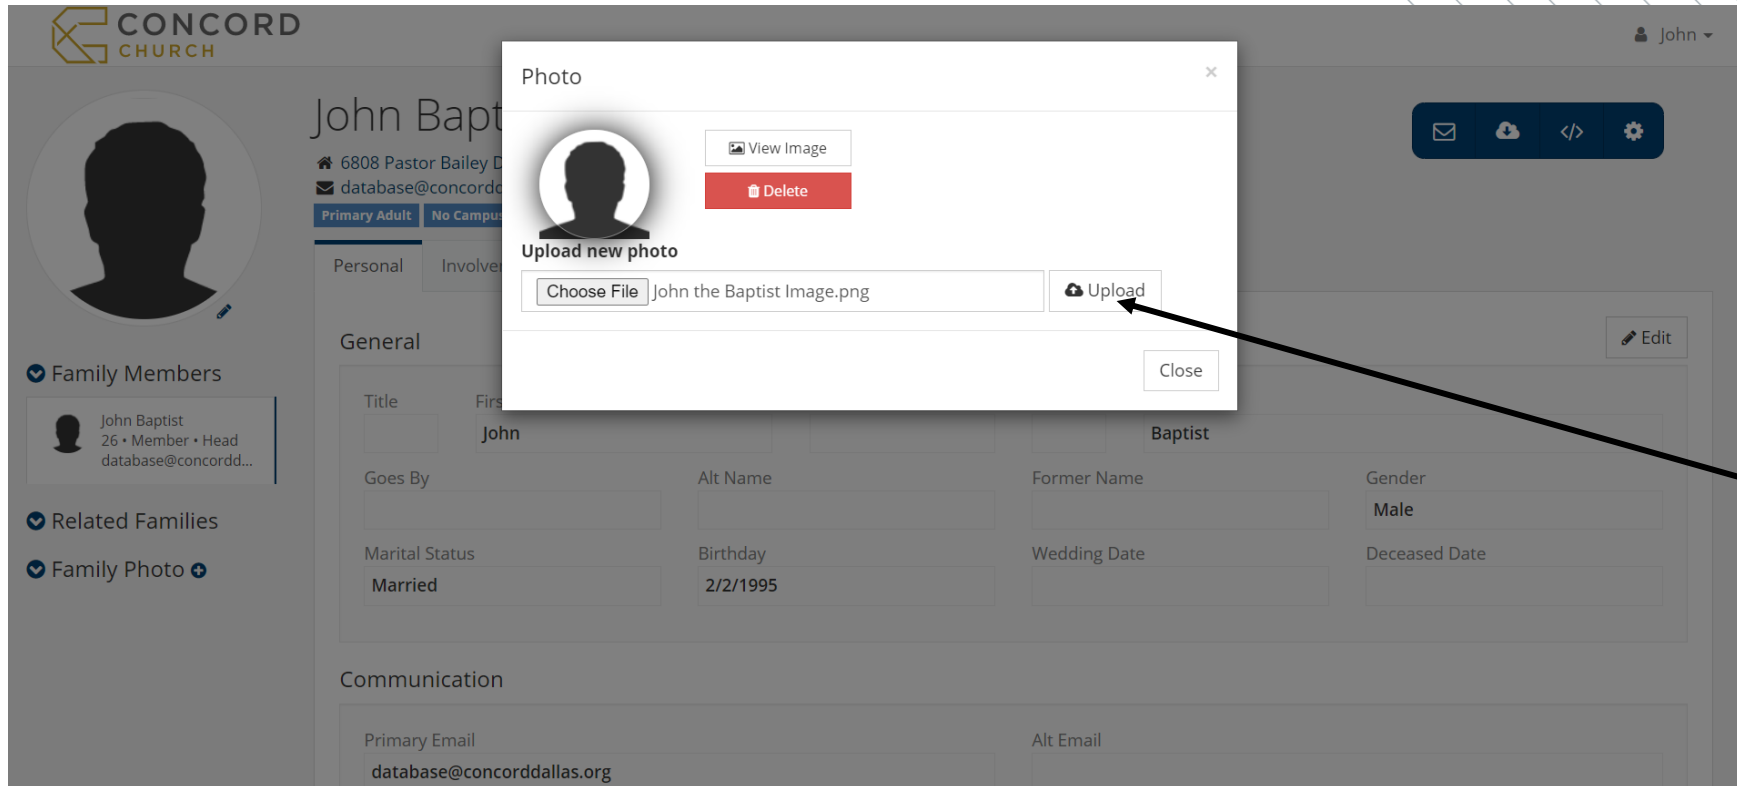 CONCORD
CHURCH
John
John Bapt
6808 Pastor Bailey D
database@concordc
Primary Adult No Campus
Personal Involve
Photo ×
View Image
Delete
Upload new photo
Choose File John the Baptist Image.png Upload
Close
</>
Family Members
John Baptist
26 • Member • Head
database@concordd...
Related Families
Family Photo
General Edit
Title Firs
John Baptist
Goes By Alt Name Former Name Gender
Male
Marital Status Birthday Wedding Date Deceased Date
Married 2/2/1995
Communication
Primary Email Alt Email
database@concorddallas.org